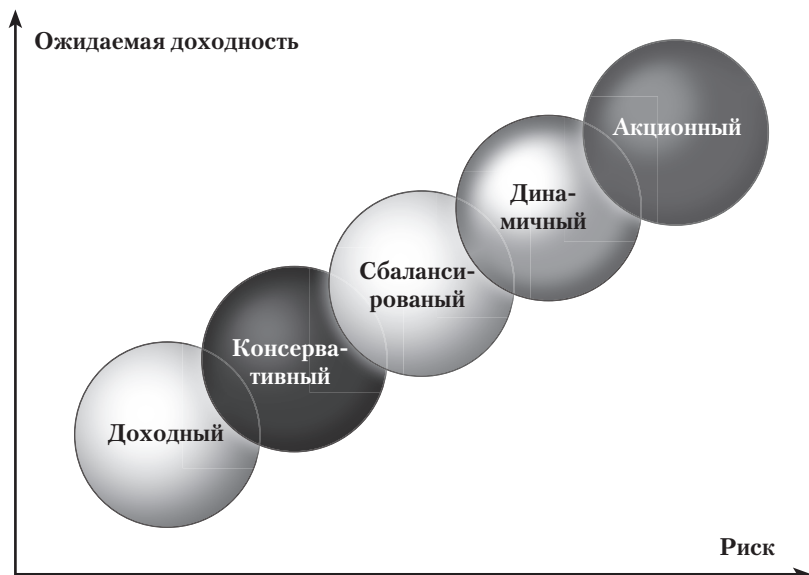 Ожидаемая доходность
Акционный
Дина-
мичный
Сбаланси-
рованый
Консерва-
тивный
Доходный
Риск